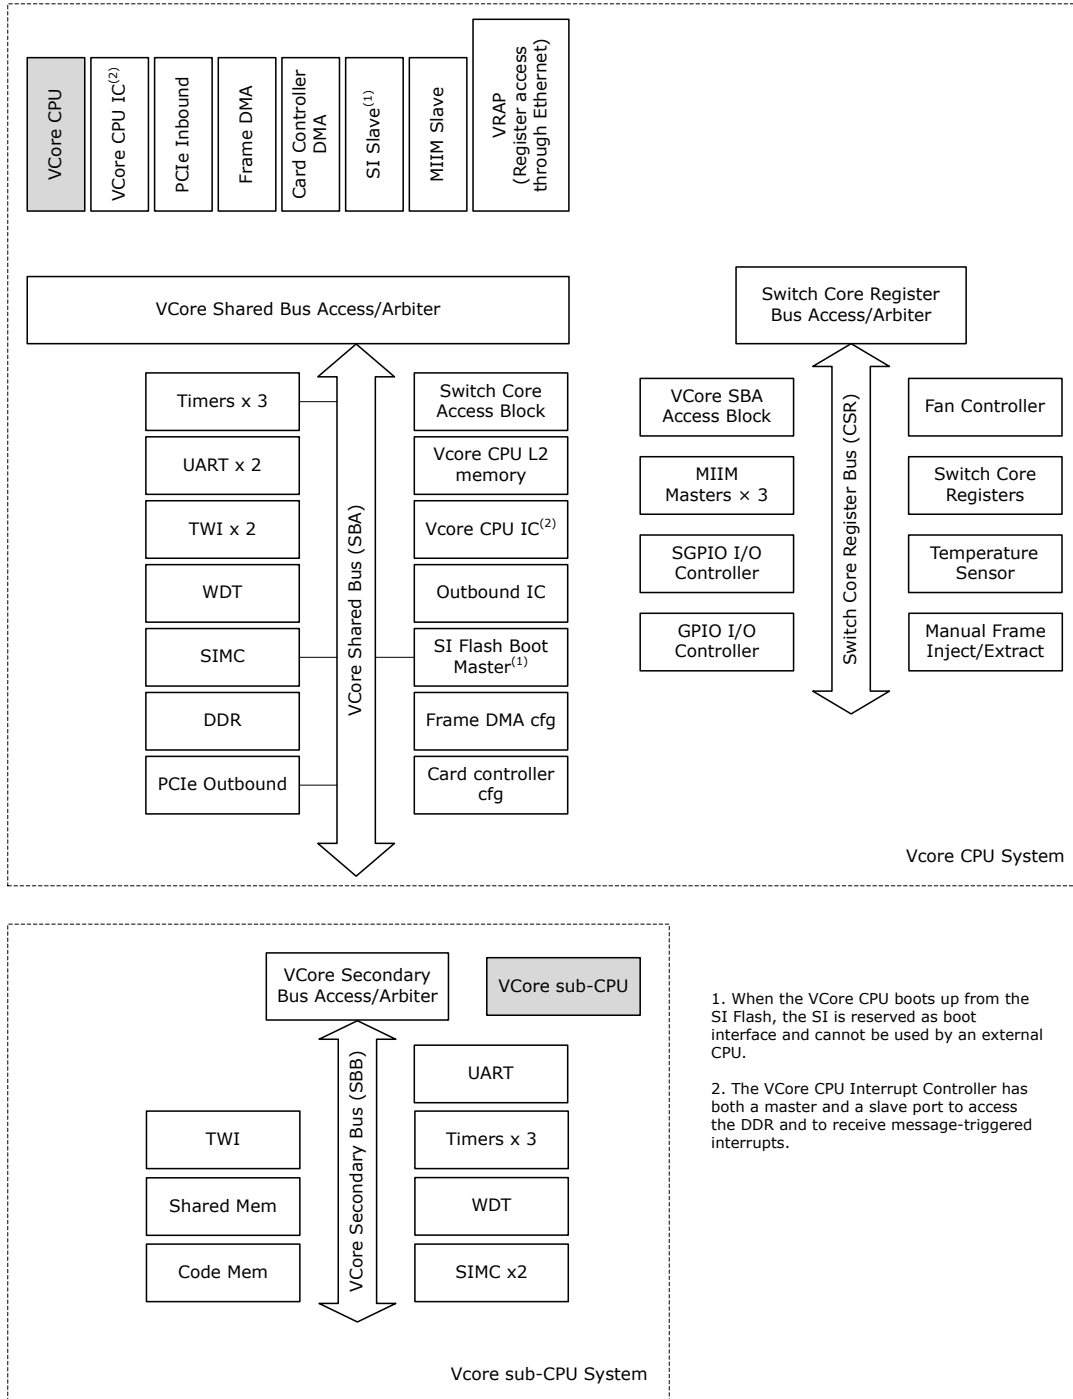 VCore CPU
VCore CPU IC(2)
PCIe Inbound
Frame DMA
Card Controller
DMA
SI Slave(1)
MIIM Slave
VRAP
(Register access
through Ethernet)
VCore Shared Bus Access/Arbiter
Timers x 3
UART x 2
TWI x 2
WDT
SIMC
DDR
PCIe Outbound
VCore Shared Bus (SBA)
Switch Core
Access Block
Vcore CPU L2
memory
Vcore CPU IC(2)
Outbound IC
SI Flash Boot
Master(1)
Frame DMA cfg
Card controller
cfg
Switch Core Register
Bus Access/Arbiter
VCore SBA
Access Block
MIIM
Masters × 3
SGPIO I/O
Controller
GPIO I/O
Controller
Switch Core Register Bus (CSR)
Fan Controller
Switch Core
Registers
Temperature
Sensor
Manual Frame
Inject/Extract
Vcore CPU System
VCore Secondary
Bus Access/Arbiter
VCore sub-CPU
TWI
Shared Mem
Code Mem
VCore Secondary Bus (SBB)
UART
Timers x 3
WDT
SIMC x2
Vcore sub-CPU System
1. When the VCore CPU boots up from the
SI Flash, the SI is reserved as boot
interface and cannot be used by an external
CPU.
2. The VCore CPU Interrupt Controller has
both a master and a slave port to access
the DDR and to receive message-triggered
interrupts.